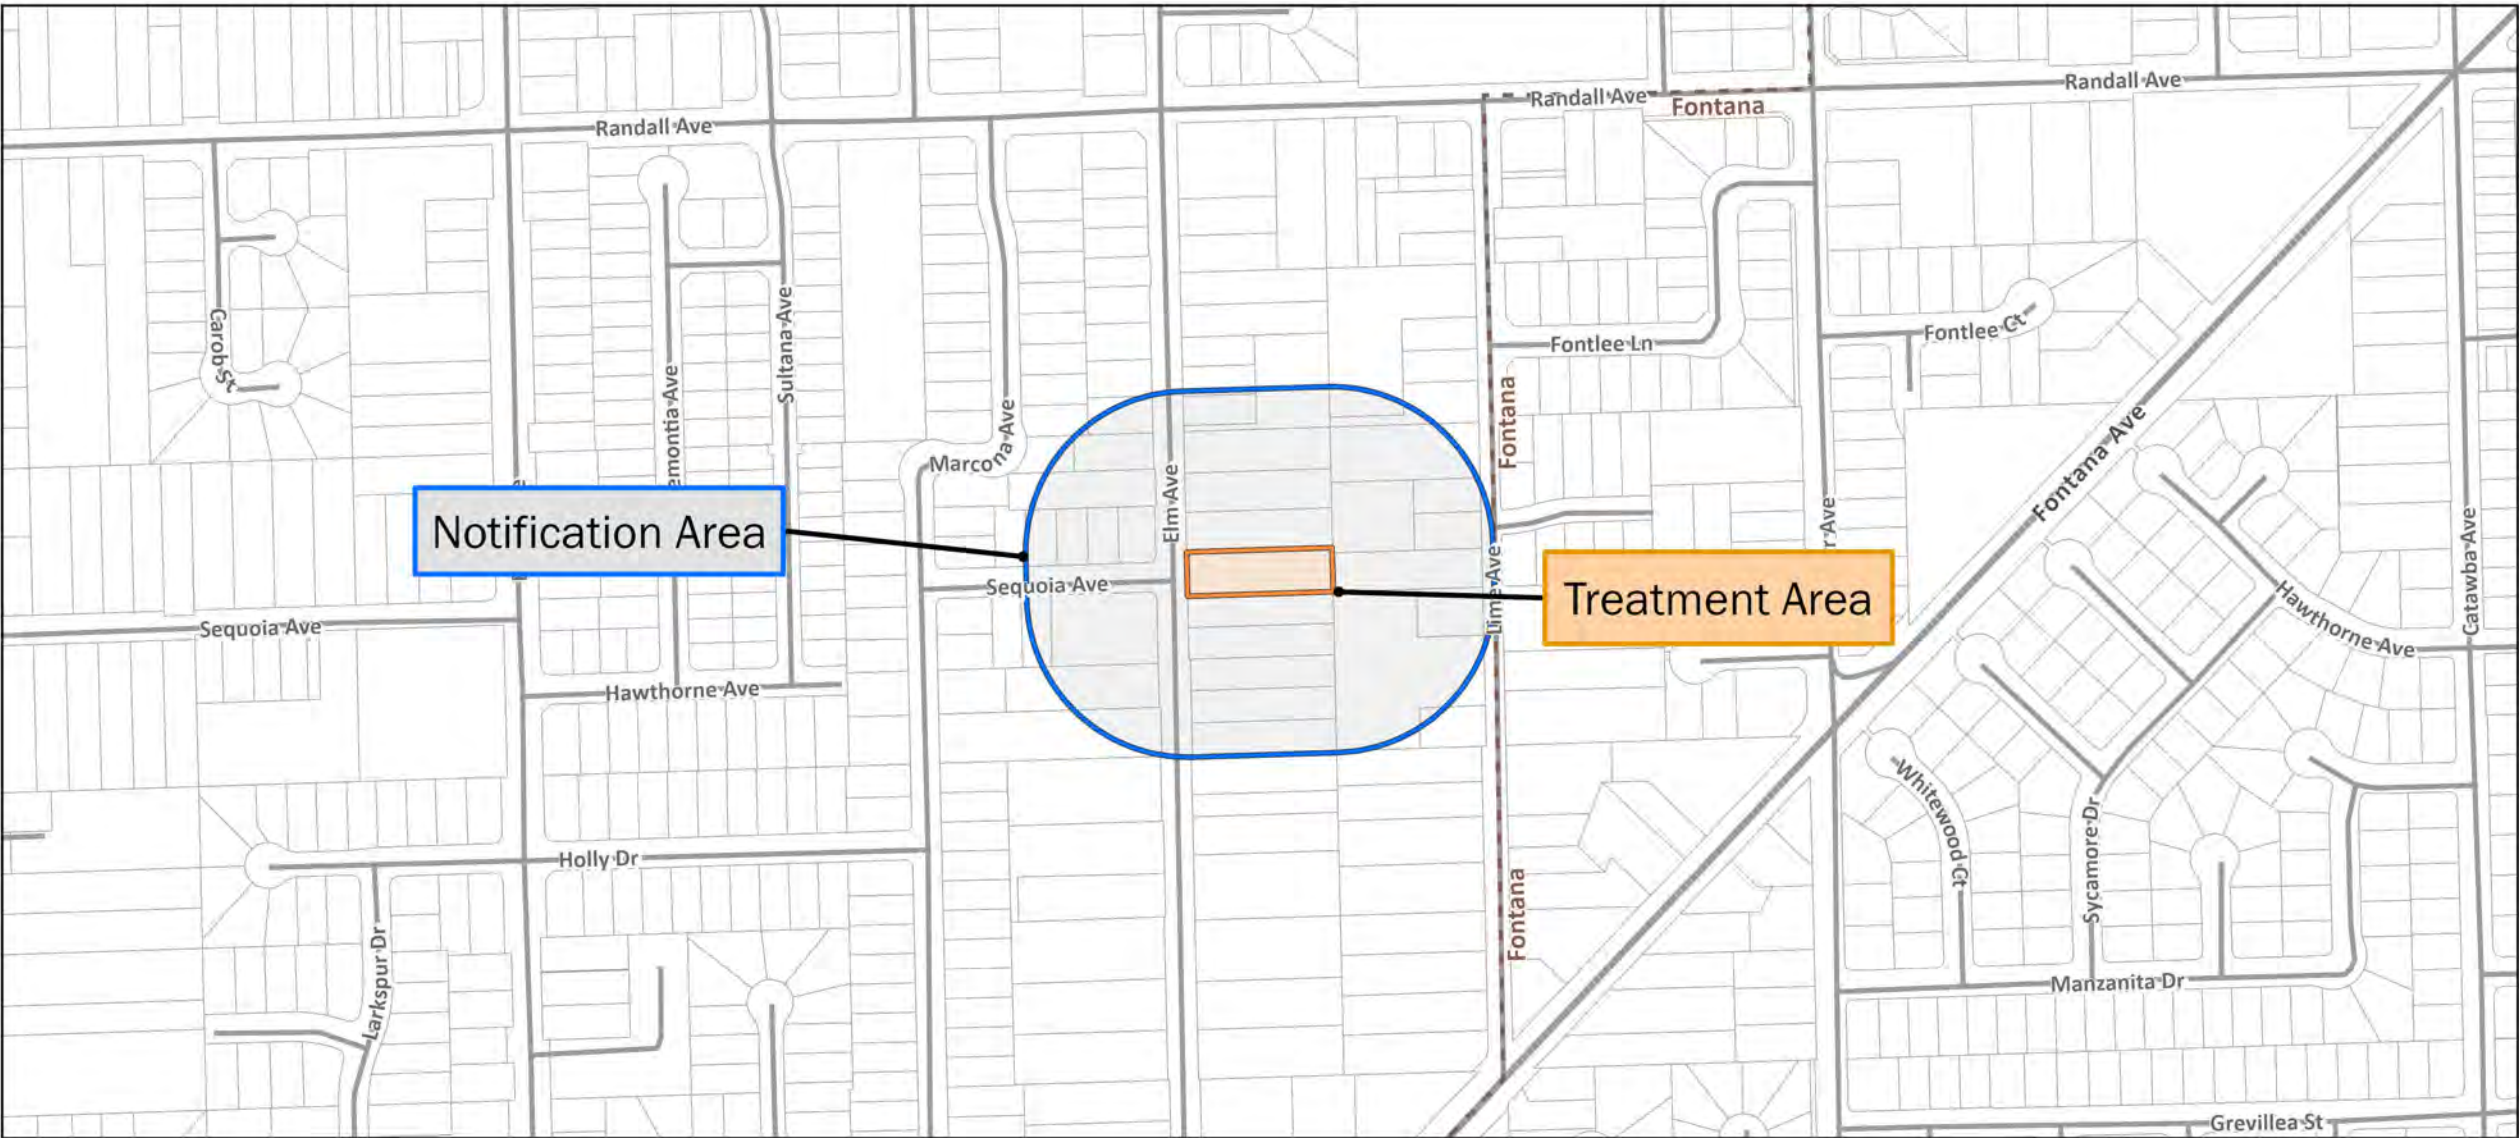 Randall Ave
Randall Ave
Fontana
Randall Ave
Carob St
Sultana Ave
Fontlee Ln
Fontlee Ct
Marcona Ave
Elm Ave
Fontana
Fontana Ave
Notification Area
Sequoia Ave
Lime Ave
Treatment Area
Hawthorne Ave
Catawba Ave
Sequoia Ave
Hawthorne Ave
Whitewood Ct
Sycamore Dr
Holly Dr
Larkspur Dr
Fontana
Manzanita Dr
Grevillea St